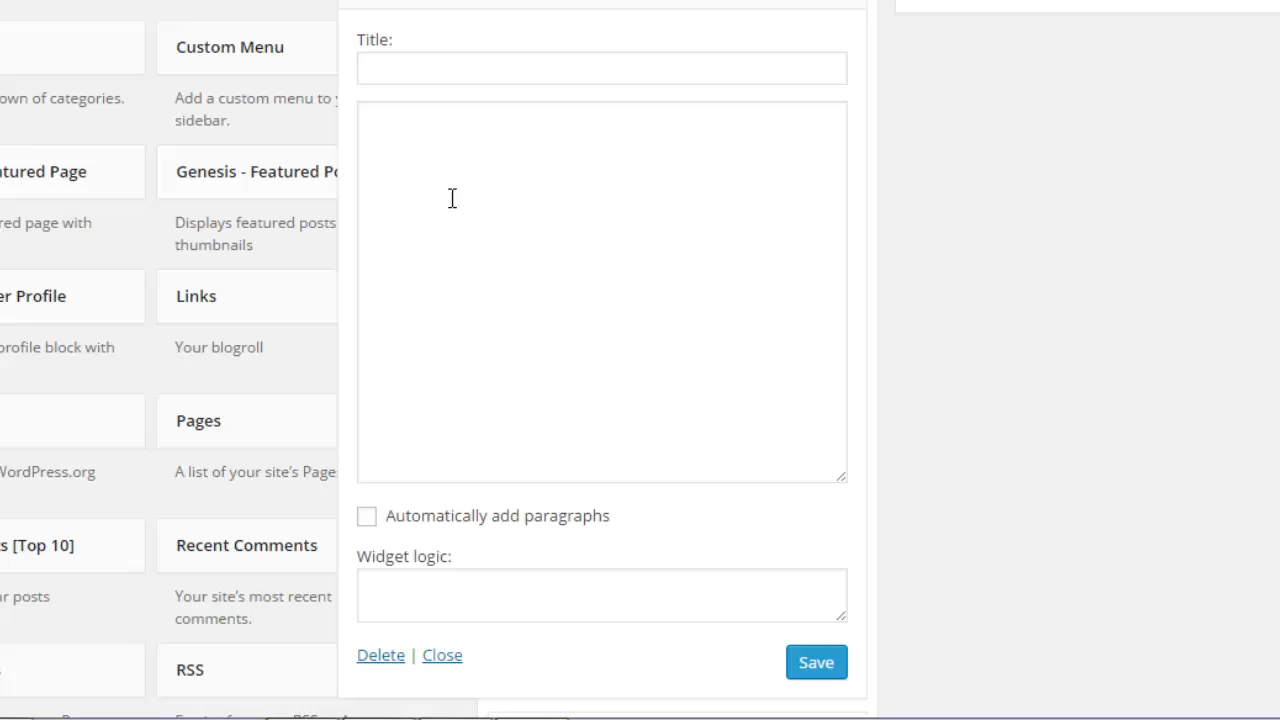 Title:
Custom Menu
own of categories.
Add a custom menu to
sidebar.
atured Page
Genesis - Featured Po
red page with
Displays featured posts
thumbnails
er Profile
Links
profile block with
Your blogroll
Pages
WordPress.org
A list of your site's Page
Automatically add paragraphs
s [Top 10]
Recent Comments
Widget logic:
ar posts
Your site's most recent
comments.
Delete | Close
Save
RSS